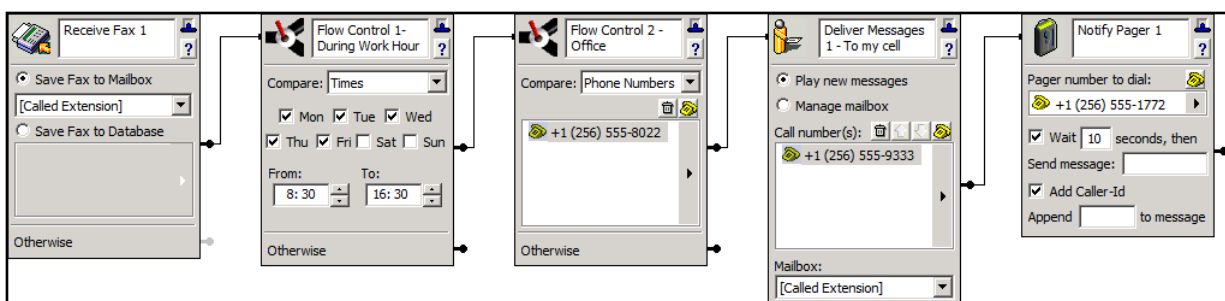 Receive Fax 1
?
Save Fax to Mailbox
[Called Extension]
Save Fax to Database
Otherwise
Flow Control 1-
During Work Hour
?
Compare: Times
Mon Tue Wed
Thu Fri Sat Sun
From: To:
8:30 16:30
Otherwise
Flow Control 2 -
Office
?
Compare: Phone Numbers
+1 (256) 555-8022
Otherwise
Deliver Messages
1 - To my cell
?
Play new messages
Manage mailbox
Call number(s):
+1 (256) 555-9333
Mailbox:
[Called Extension]
Notify Pager 1
?
Pager number to dial:
+1 (256) 555-1772
Wait 10 seconds, then
Send message:
Add Caller-Id
Append to message